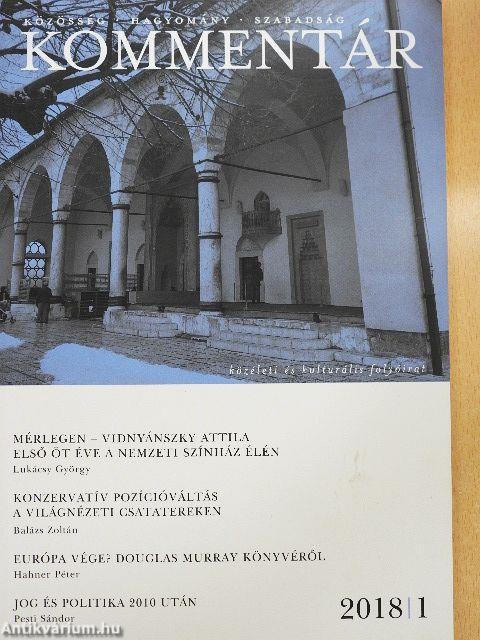 KÖZÖSSÉG · HAGYOMÁNY · SZABADSÁG
KOMMENTÁR
közéleti és kulturális folyóirat
MÉRLEGEN – VIDNYÁNSZKY ATTILA
ELSŐ ÖT ÉVE A NEMZETI SZÍNHÁZ ÉLÉN
Lukácsy György
KONZERVATÍV POZÍCIÓVÁLTÁS
A VILÁGNÉZETI CSATATEREKEN
Balázs Zoltán
EURÓPA VÉGE? DOUGLAS MURRAY KÖNYVÉRŐL
Hahner Péter
JOG ÉS POLITIKA 2010 UTÁN
Pesti Sándor
2018|1
Antikvárium.hu